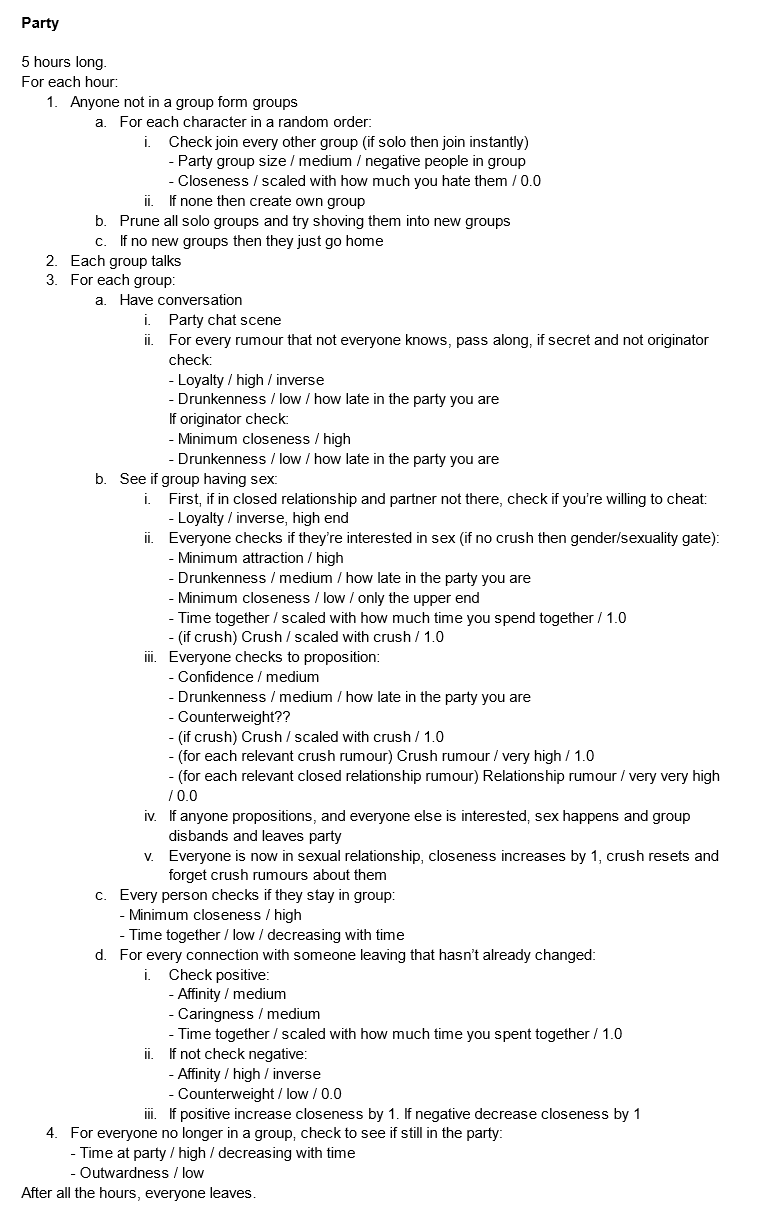 Party
5 hours long.
For each hour:
1. Anyone not in a group form groups
a. For each character in a random order:
i. Check join every other group (if solo then join instantly)
- Party group size / medium / negative people in group
- Closeness / scaled with how much you hate them / 0.0
ii. If none then create own group
b. Prune all solo groups and try shoving them into new groups
c. If no new groups then they just go home
2. Each group talks
3. For each group:
a. Have conversation
i. Party chat scene
ii. For every rumour that not everyone knows, pass along, if secret and not originator
check:
- Loyalty / high / inverse
- Drunkenness / low / how late in the party you are
If originator check:
- Minimum closeness / high
- Drunkenness / low / how late in the party you are
b. See if group having sex:
i. First, if in closed relationship and partner not there, check if you're willing to cheat:
- Loyalty / inverse, high end
ii. Everyone checks if they're interested in sex (if no crush then gender/sexuality gate):
- Minimum attraction / high
- Drunkenness / medium / how late in the party you are
- Minimum closeness / low / only the upper end
- Time together / scaled with how much time you spend together / 1.0
- (if crush) Crush / scaled with crush / 1.0
iii. Everyone checks to proposition:
- Confidence / medium
- Drunkenness / medium / how late in the party you are
- Counterweight??
- (if crush) Crush / scaled with crush / 1.0
- (for each relevant crush rumour) Crush rumour / very high / 1.0
- (for each relevant closed relationship rumour) Relationship rumour / very very high
/ 0.0
iv. If anyone propositions, and everyone else is interested, sex happens and group
disbands and leaves party
v. Everyone is now in sexual relationship, closeness increases by 1, crush resets and
forget crush rumours about them
c. Every person checks if they stay in group:
- Minimum closeness / high
- Time together / low / decreasing with time
d. For every connection with someone leaving that hasn't already changed:
i. Check positive:
- Affinity / medium
- Caringness / medium
- Time together / scaled with how much time you spent together / 1.0
ii. If not check negative:
- Affinity / high / inverse
- Counterweight / low / 0.0
iii. If positive increase closeness by 1. If negative decrease closeness by 1
4. For everyone no longer in a group, check to see if still in the party:
- Time at party / high / decreasing with time
- Outwardness / low
After all the hours, everyone leaves.